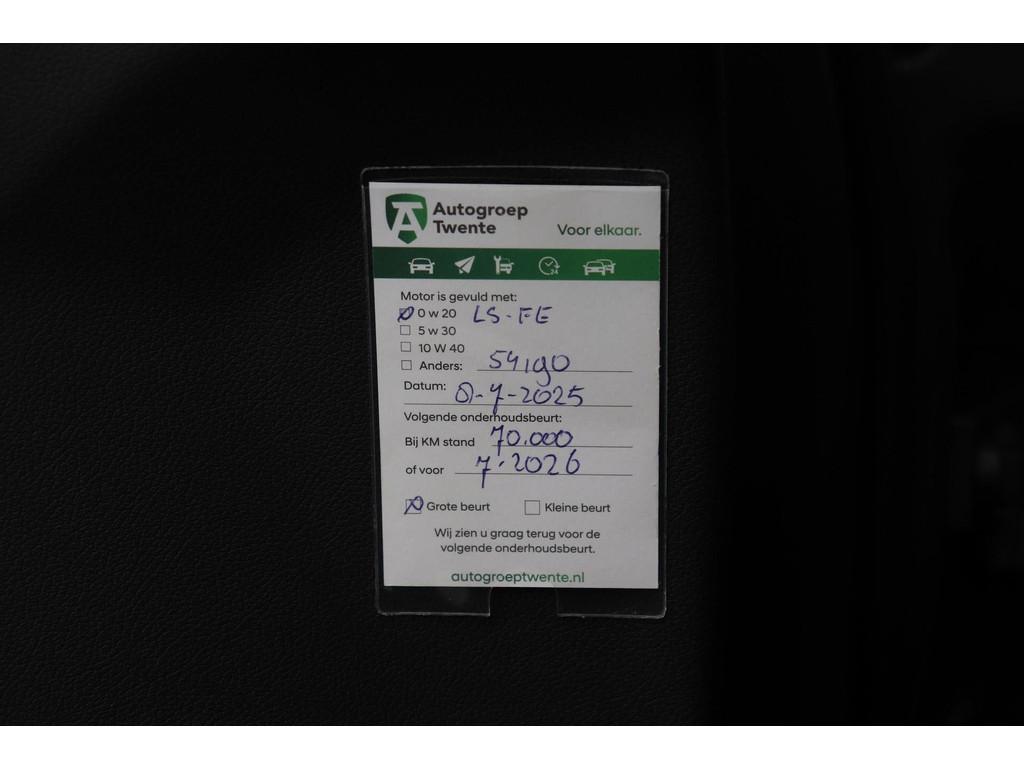 Autogroep
Twente
Voor elkaar.
24
Motor is gevuld met:
0 w 20 LS-FE
5 w 30
10 W 40
Anders: 54190
Datum: 8-7-2025
Volgende onderhoudsbeurt:
Bij KM stand 70.000
of voor 7-2026
Grote beurt Kleine beurt
Wij zien u graag terug voor de
volgende onderhoudsbeurt.
autogroeptwente.nl